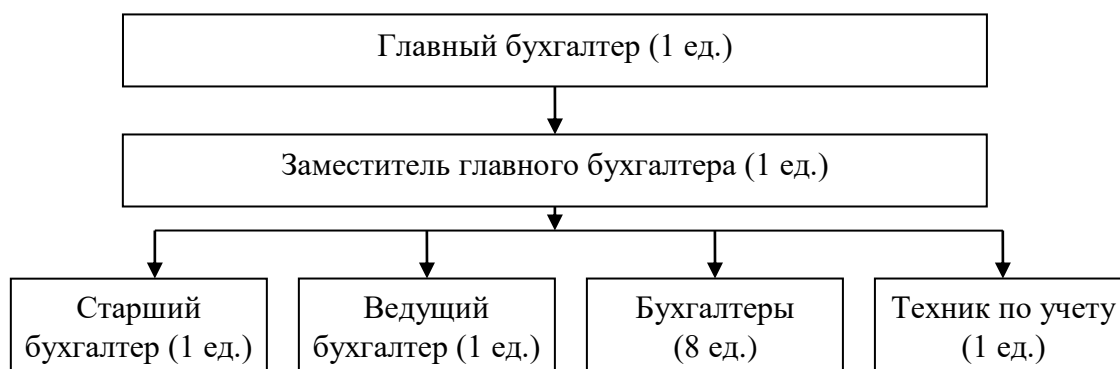 Главный бухгалтер (1 ед.)
Заместитель главного бухгалтера (1 ед.)
Старший
бухгалтер (1 ед.)
Ведущий
бухгалтер (1 ед.)
Бухгалтеры
(8 ед.)
Техник по учету
(1 ед.)